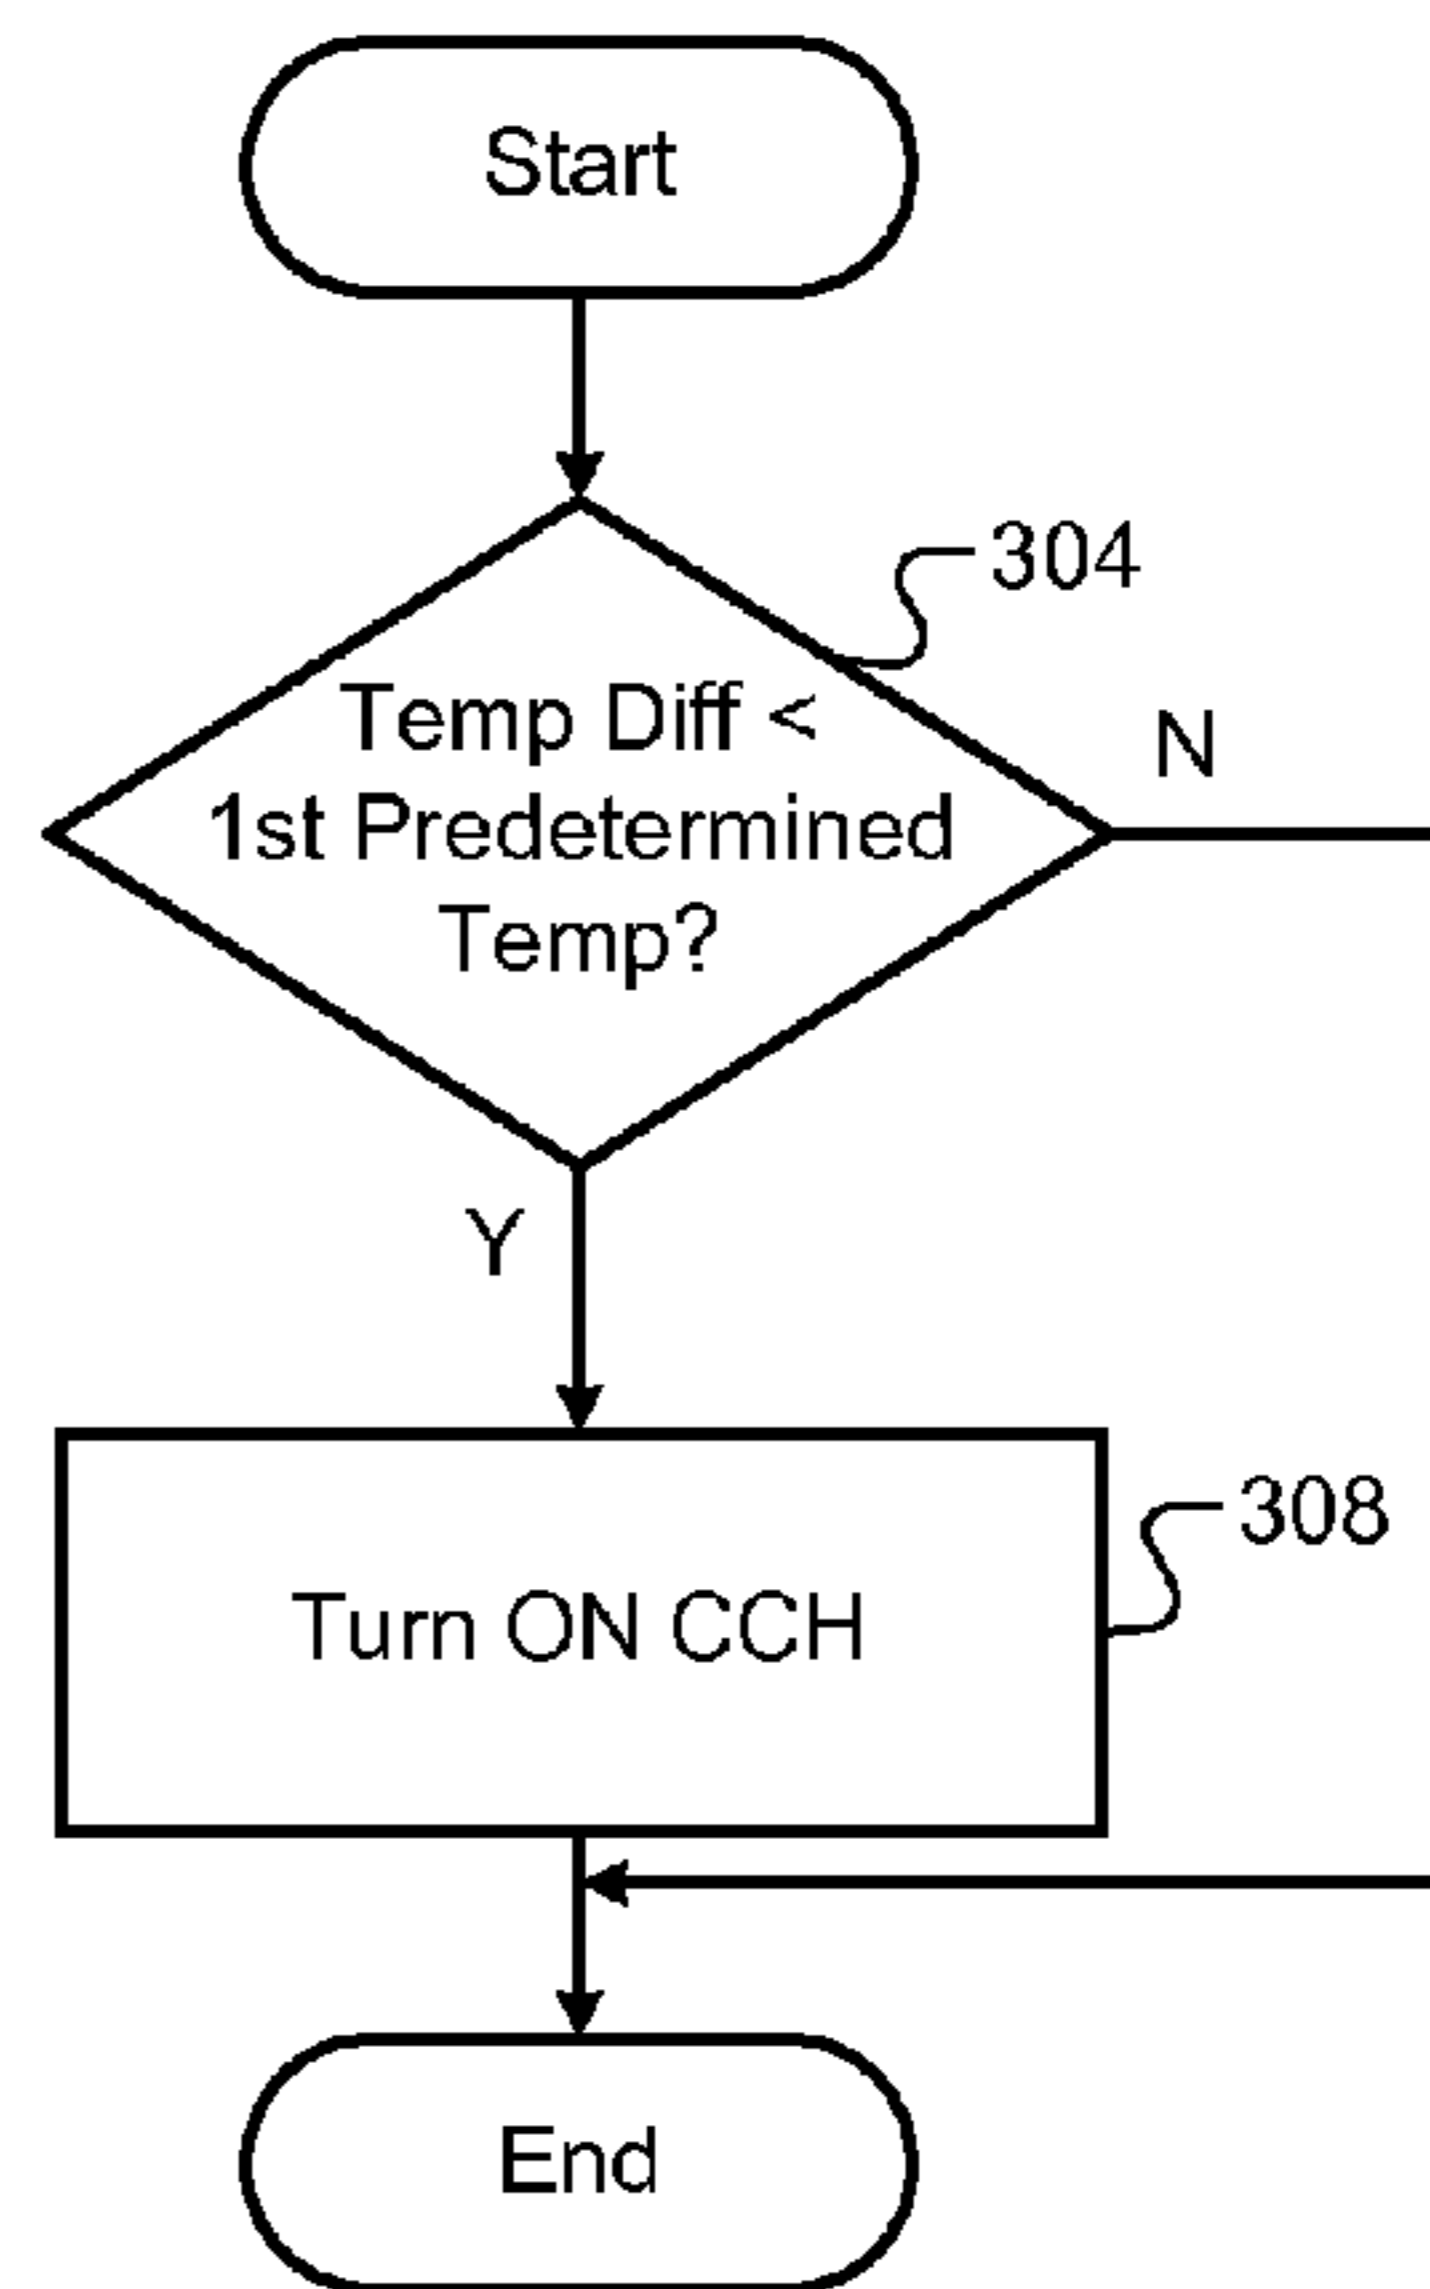 Start
304
Temp Diff <
1st Predetermined
Temp?
N
Y
308
Turn ON CCH
End